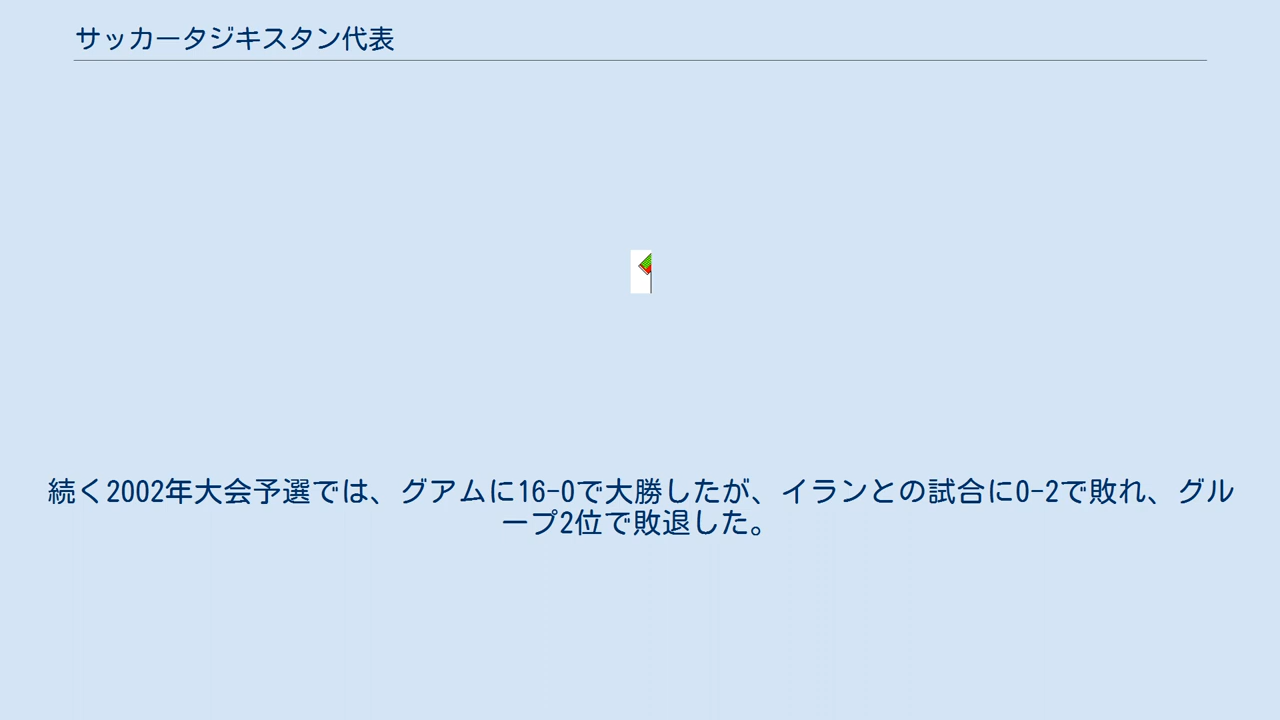 サッカータジキスタン代表
続く2002年大会予選では、グアムに16-0で大勝したが、イランとの試合に0-2で敗れ、グル
ープ2位で敗退した。